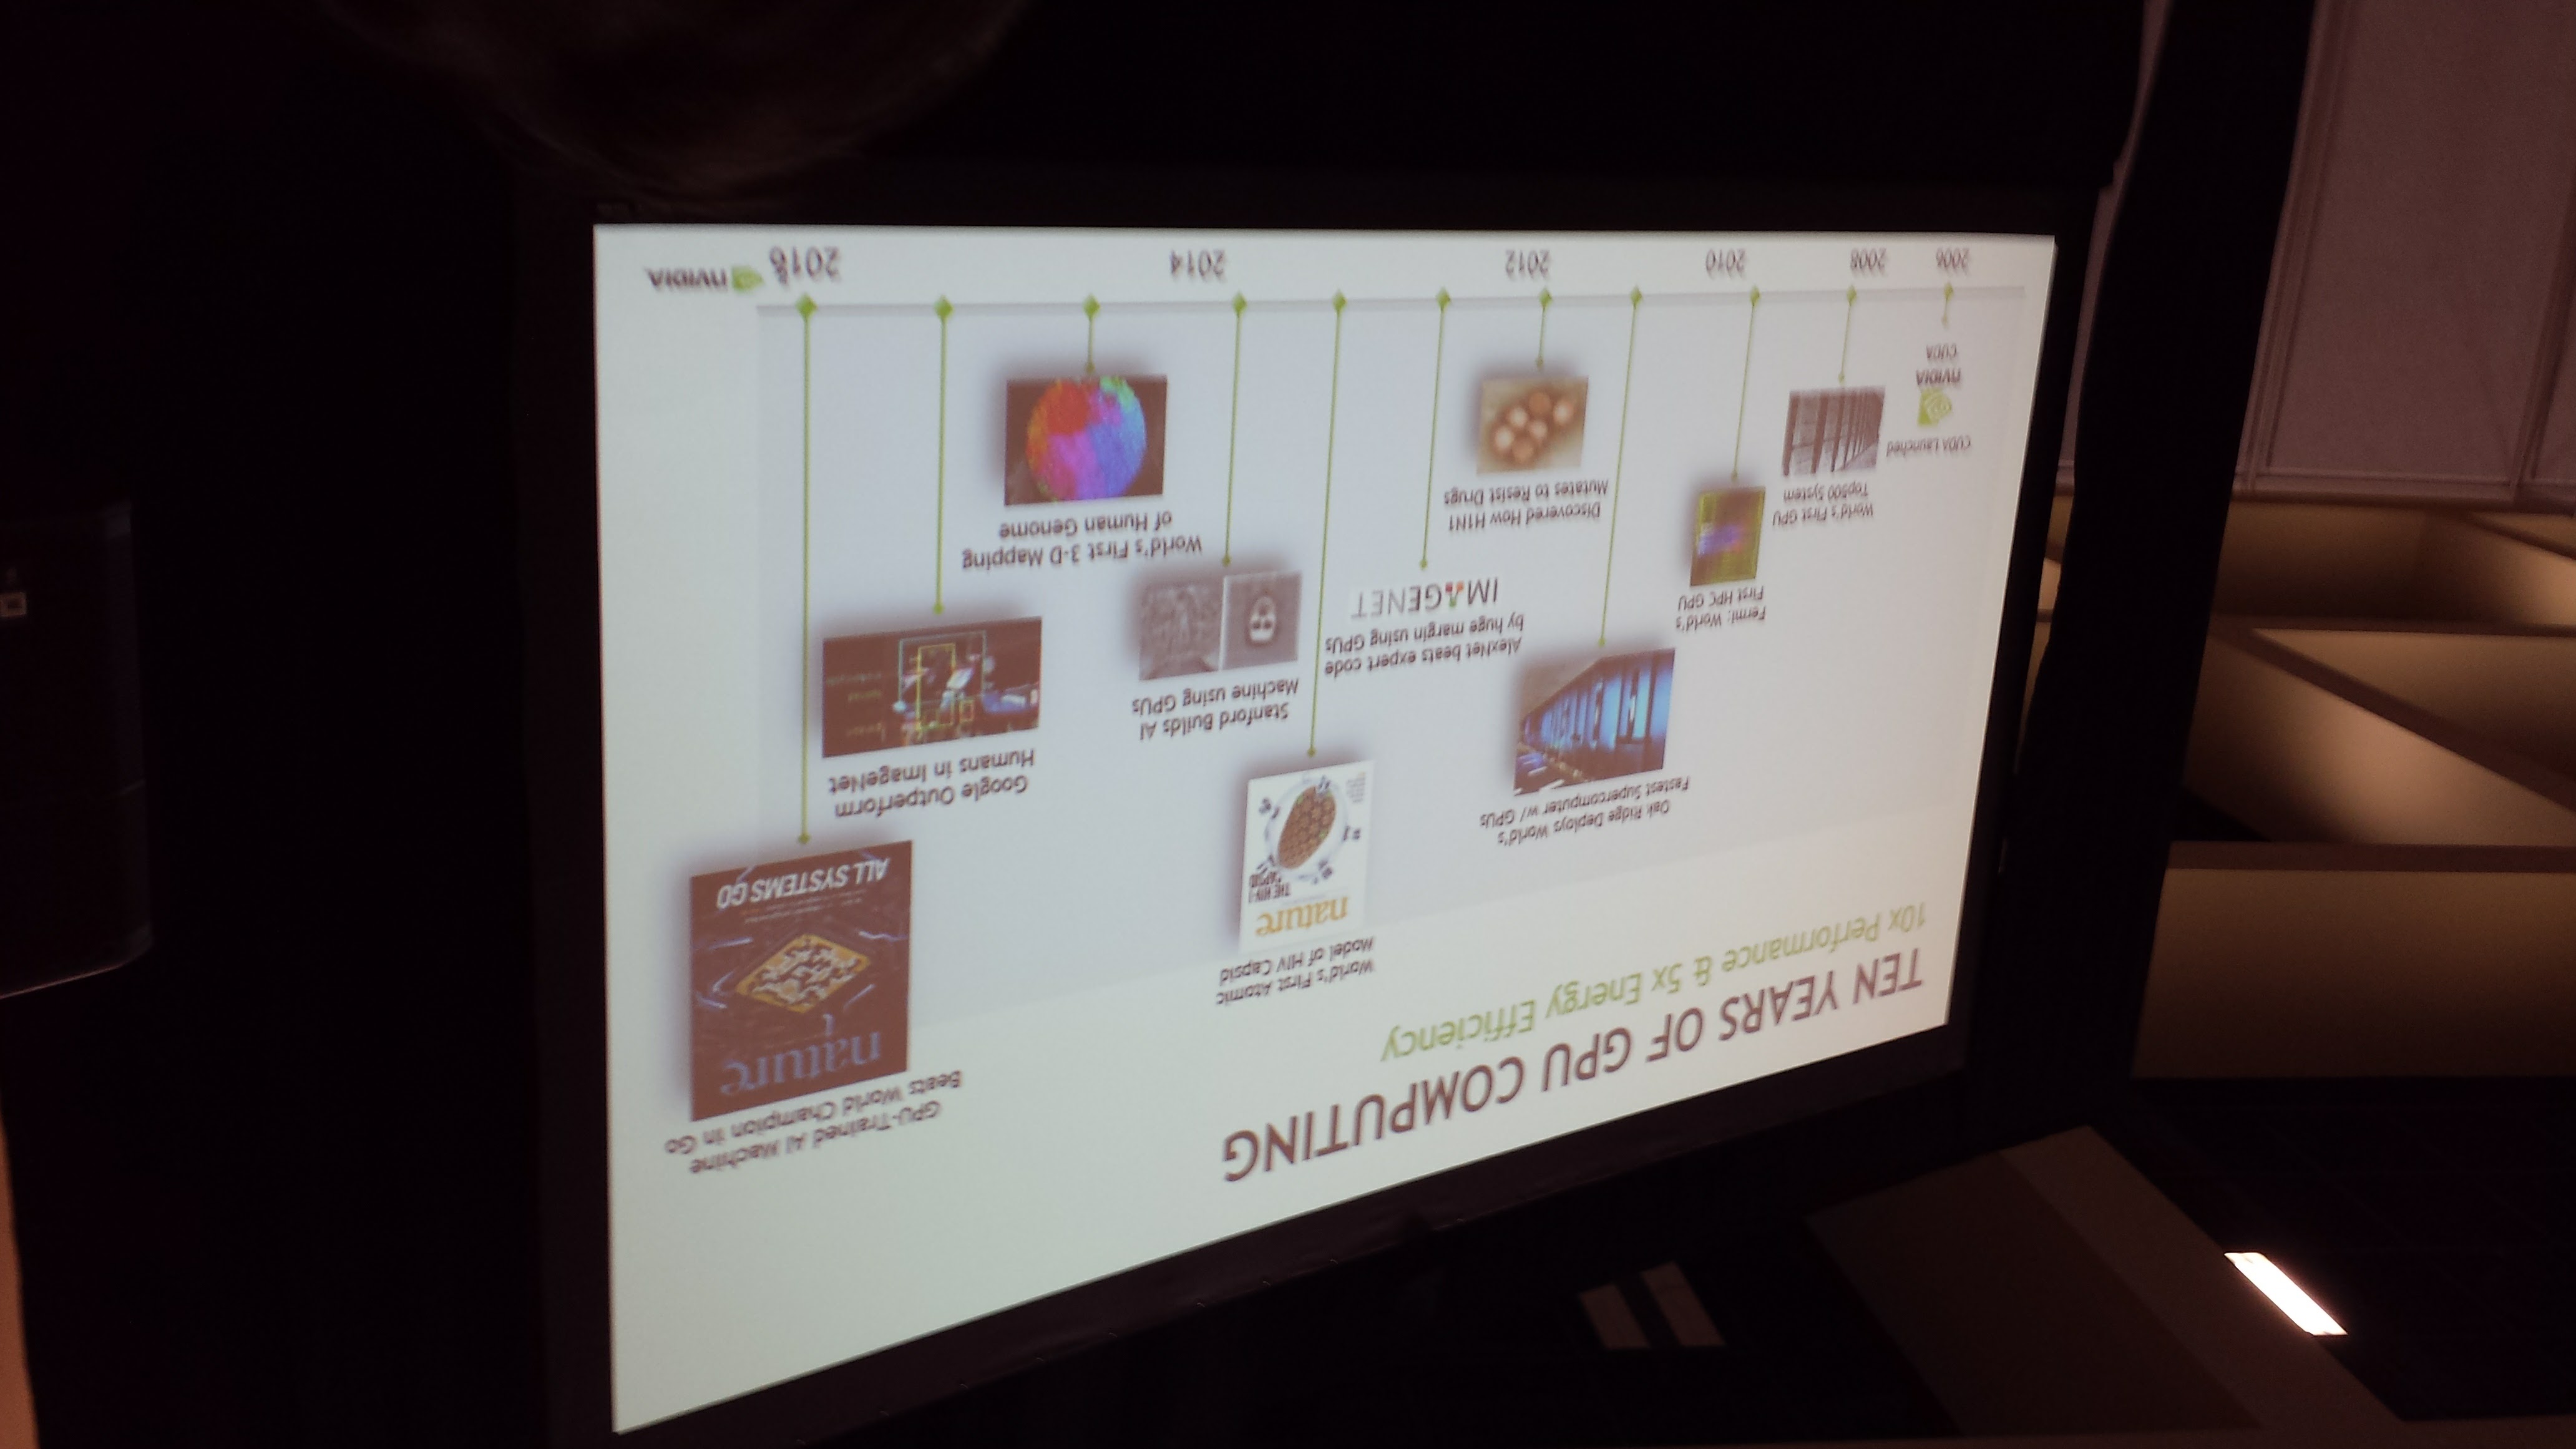 TEN YEARS OF GPU COMPUTING
10x Performance & 5x Energy Efficiency
CUDA Launched
NVIDIA
CUDA
World's First GPU
Top500 System
Fermi: World's
First HPC GPU
Oak Ridge Deploys World's
Fastest Supercomputer w/ GPUs
Discovered How H1N1
Mutates to Resist Drugs
AlexNet beats expert code
by huge margin using GPUs
IMAGENET
World's First Atomic
Model of HIV Capsid
nature
THE HIV-1
CAPSID
Stanford Builds AI
Machine using GPUs
World's First 3-D Mapping
of Human Genome
Google Outperform
Humans in ImageNet
GPU-Trained AI Machine
Beats World Champion in Go
nature
ALL SYSTEMS GO
2006
2008
2010
2012
2014
2016
NVIDIA